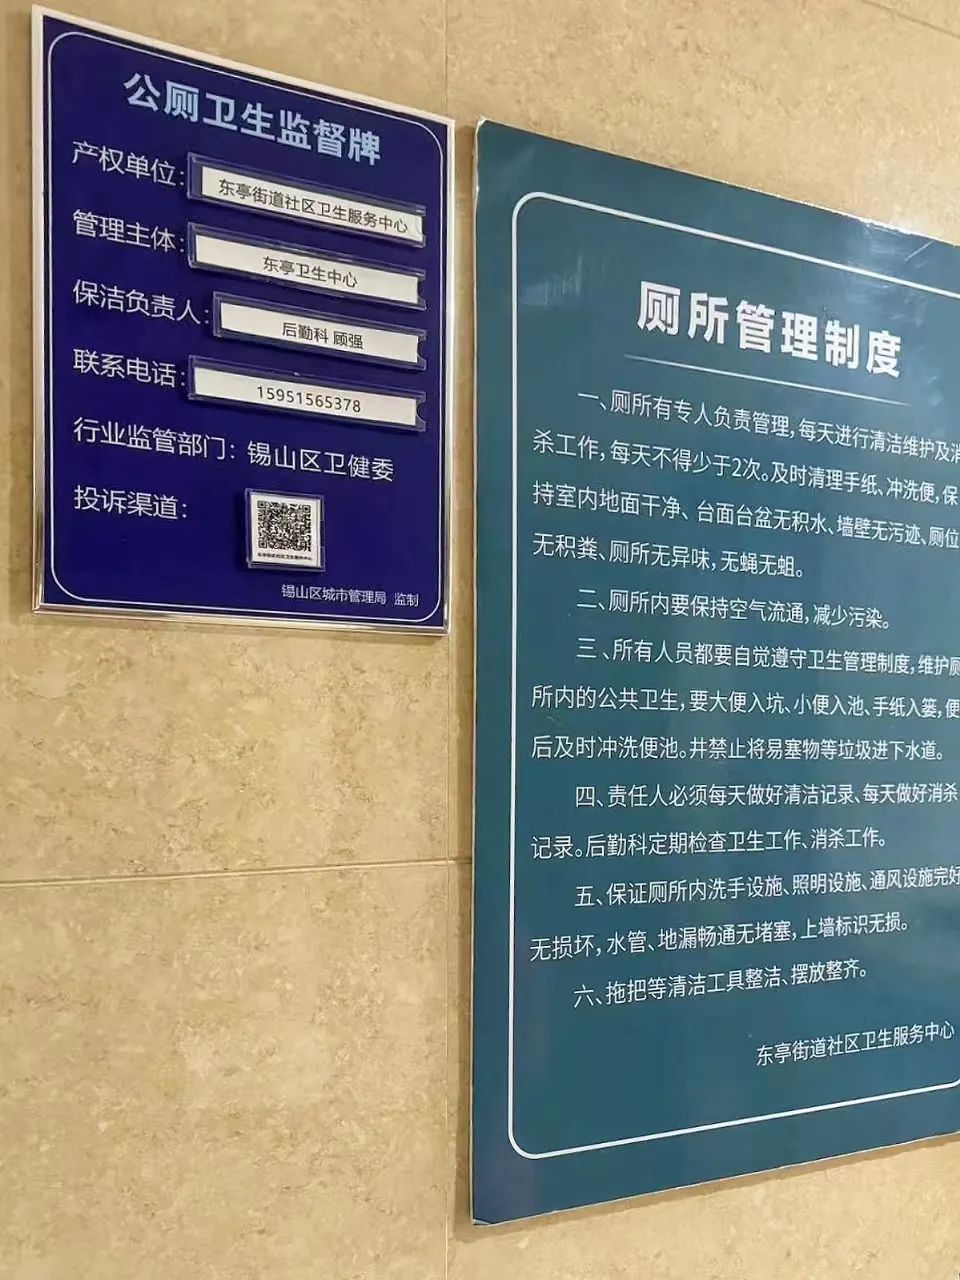 公厕卫生监督牌
产权单位：东亭街道社区卫生服务中心
管理主体：东亭卫生中心
保洁负责人：后勤科 顾强
联系电话：15951565378
行业监管部门：锡山区卫健委
投诉渠道：
东亭街道社区卫生服务中心
锡山区城市管理局 监制
厕所管理制度
一、厕所有专人负责管理，每天进行清洁维护及消
杀工作，每天不得少于2次。及时清理手纸、冲洗便，保
持室内地面干净、台面台盆无积水、墙壁无污迹、厕位
无积粪、厕所无异味，无蝇无蛆。
二、厕所内要保持空气流通，减少污染。
三、所有人员都要自觉遵守卫生管理制度，维护厕
所内的公共卫生，要大便入坑、小便入池、手纸入篓，便
后及时冲洗便池。井禁止将易塞物等垃圾进下水道。
四、责任人必须每天做好清洁记录、每天做好消杀
记录。后勤科定期检查卫生工作、消杀工作。
五、保证厕所内洗手设施、照明设施、通风设施完好
无损坏，水管、地漏畅通无堵塞，上墙标识无损。
六、拖把等清洁工具整洁、摆放整齐。
东亭街道社区卫生服务中心